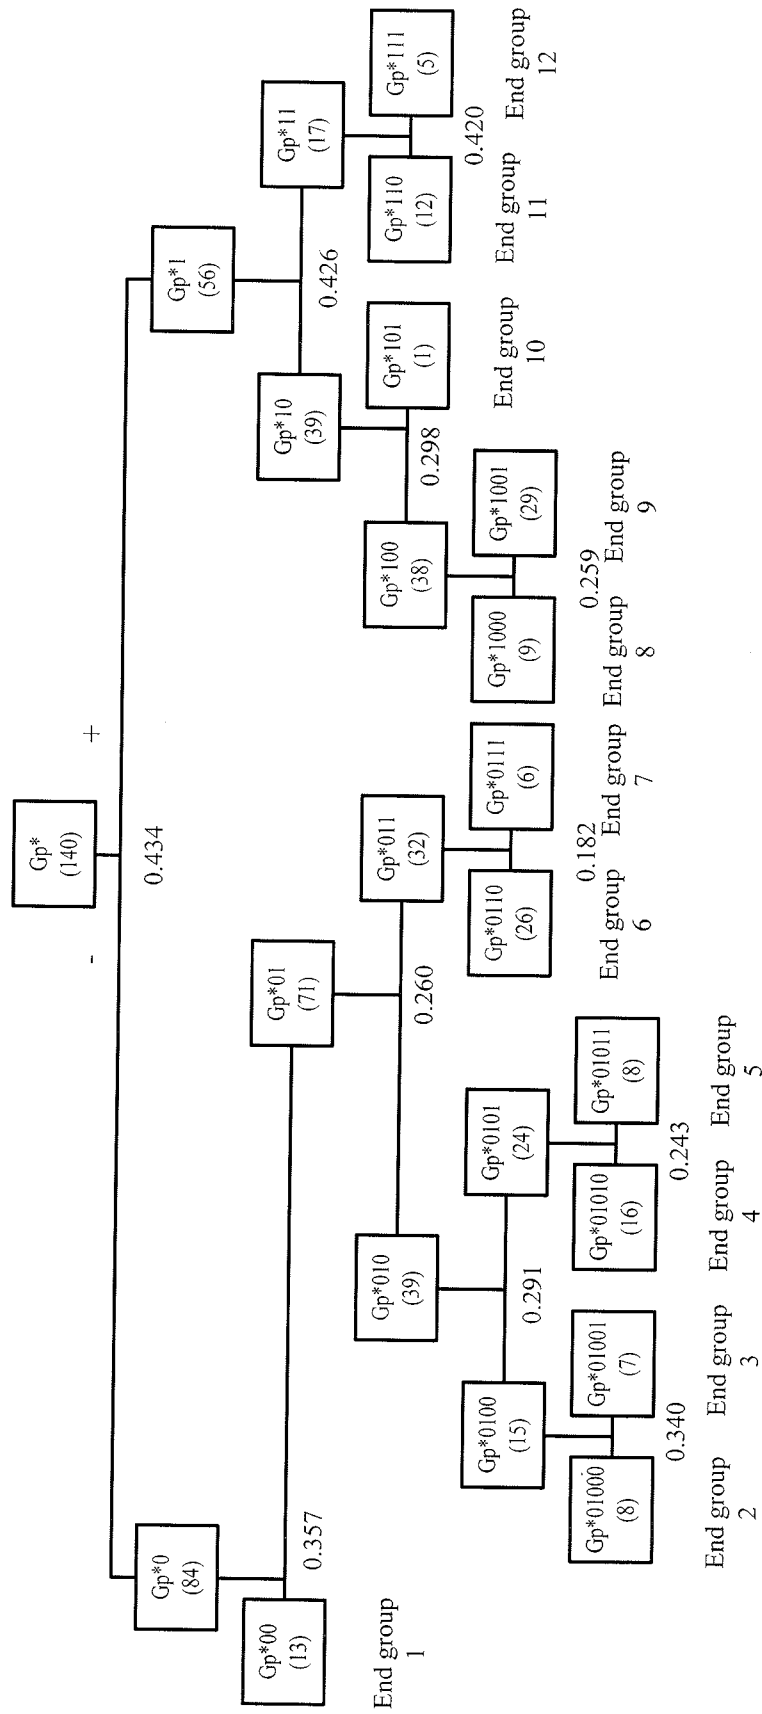 Gp*
(140)
-
+
0.434
Gp*0
(84)
Gp*1
(56)
0.357
0.426
Gp*00
(13)
Gp*01
(71)
Gp*10
(39)
Gp*11
(17)
End group
1
0.260
0.298
0.420
Gp*010
(39)
Gp*011
(32)
Gp*100
(38)
Gp*101
(1)
Gp*110
(12)
Gp*111
(5)
End group
10
End group
11
End group
12
0.291
0.182
0.259
Gp*0100
(15)
Gp*0101
(24)
Gp*0110
(26)
Gp*0111
(6)
Gp*1000
(9)
Gp*1001
(29)
End group
6
End group
7
End group
8
End group
9
0.340
0.243
Gp*01000
(8)
Gp*01001
(7)
Gp*01010
(16)
Gp*01011
(8)
End group
2
End group
3
End group
4
End group
5